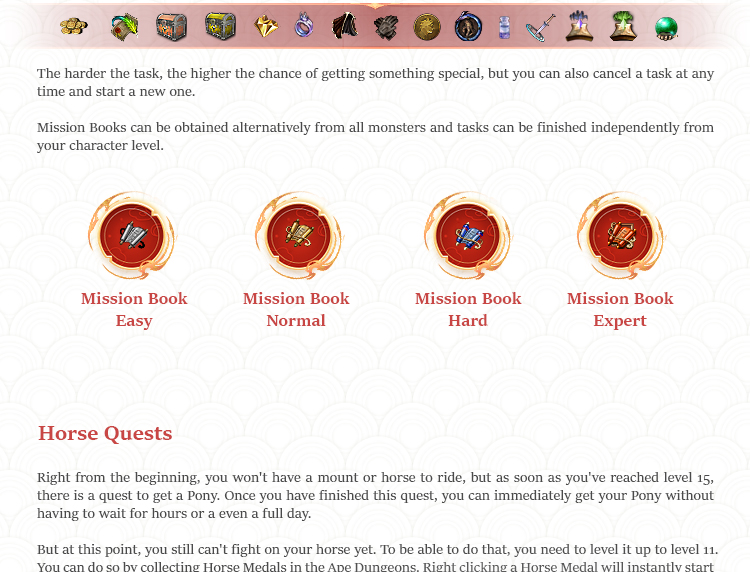 The harder the task, the higher the chance of getting something special, but you can also cancel a task at any
time and start a new one.
Mission Books can be obtained alternatively from all monsters and tasks can be finished independently from
your character level.
Mission Book
Easy
Mission Book
Normal
Mission Book
Hard
Mission Book
Expert
Horse Quests
Right from the beginning, you won't have a mount or horse to ride, but as soon as you've reached level 15,
there is a quest to get a Pony. Once you have finished this quest, you can immediately get your Pony without
having to wait for hours or a even a full day.
But at this point, you still can't fight on your horse yet. To be able to do that, you need to level it up to level 11.
You can do so by collecting Horse Medals in the Ape Dungeons. Right clicking a Horse Medal will instantly start